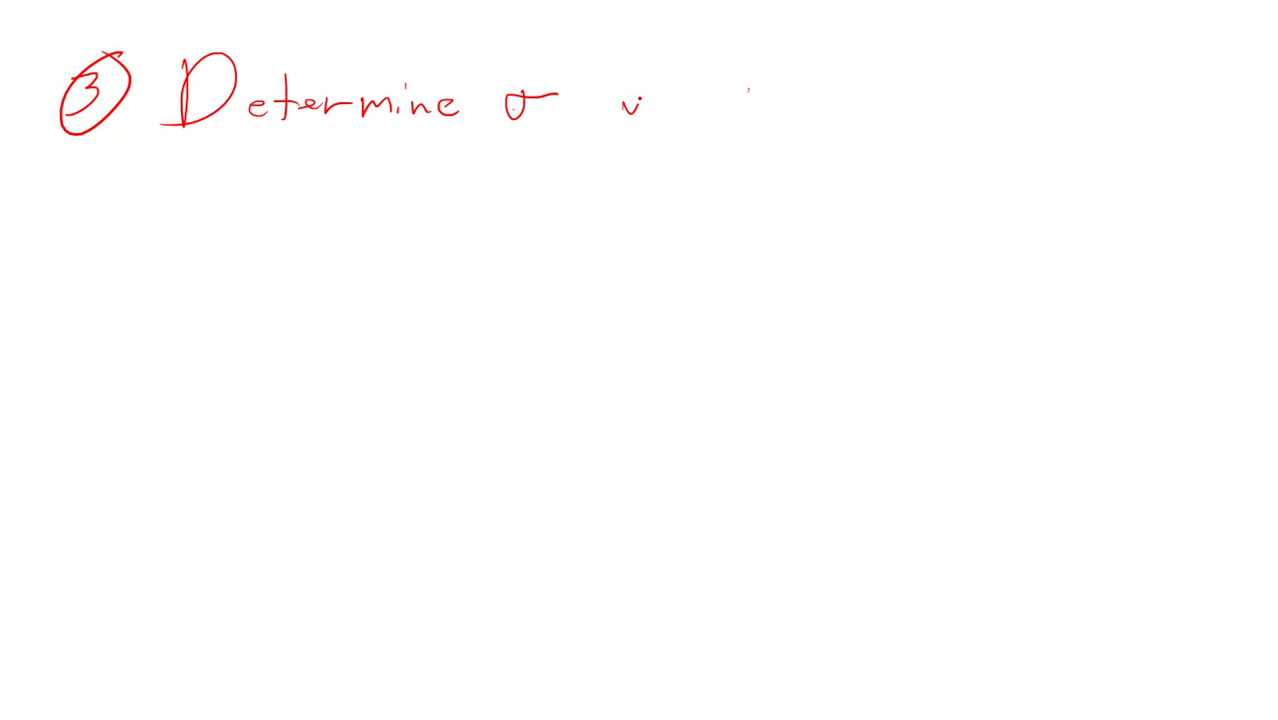 ③ Determine σ v